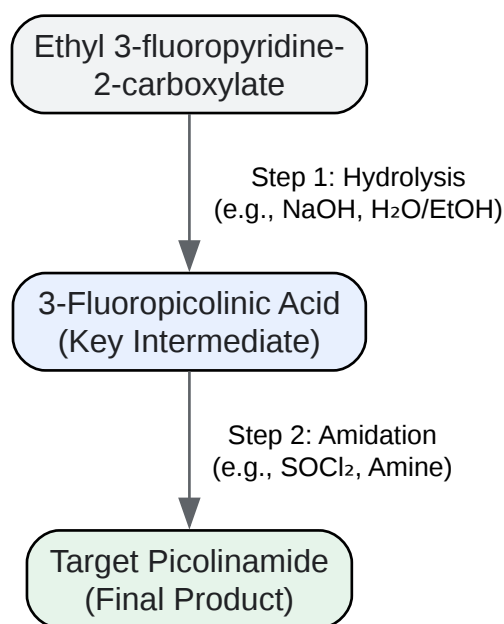 Ethyl 3-fluoropyridine-
2-carboxylate
Step 1: Hydrolysis
(e.g., NaOH, H₂O/EtOH)
3-Fluoropicolinic Acid
(Key Intermediate)
Step 2: Amidation
(e.g., SOCl₂, Amine)
Target Picolinamide
(Final Product)